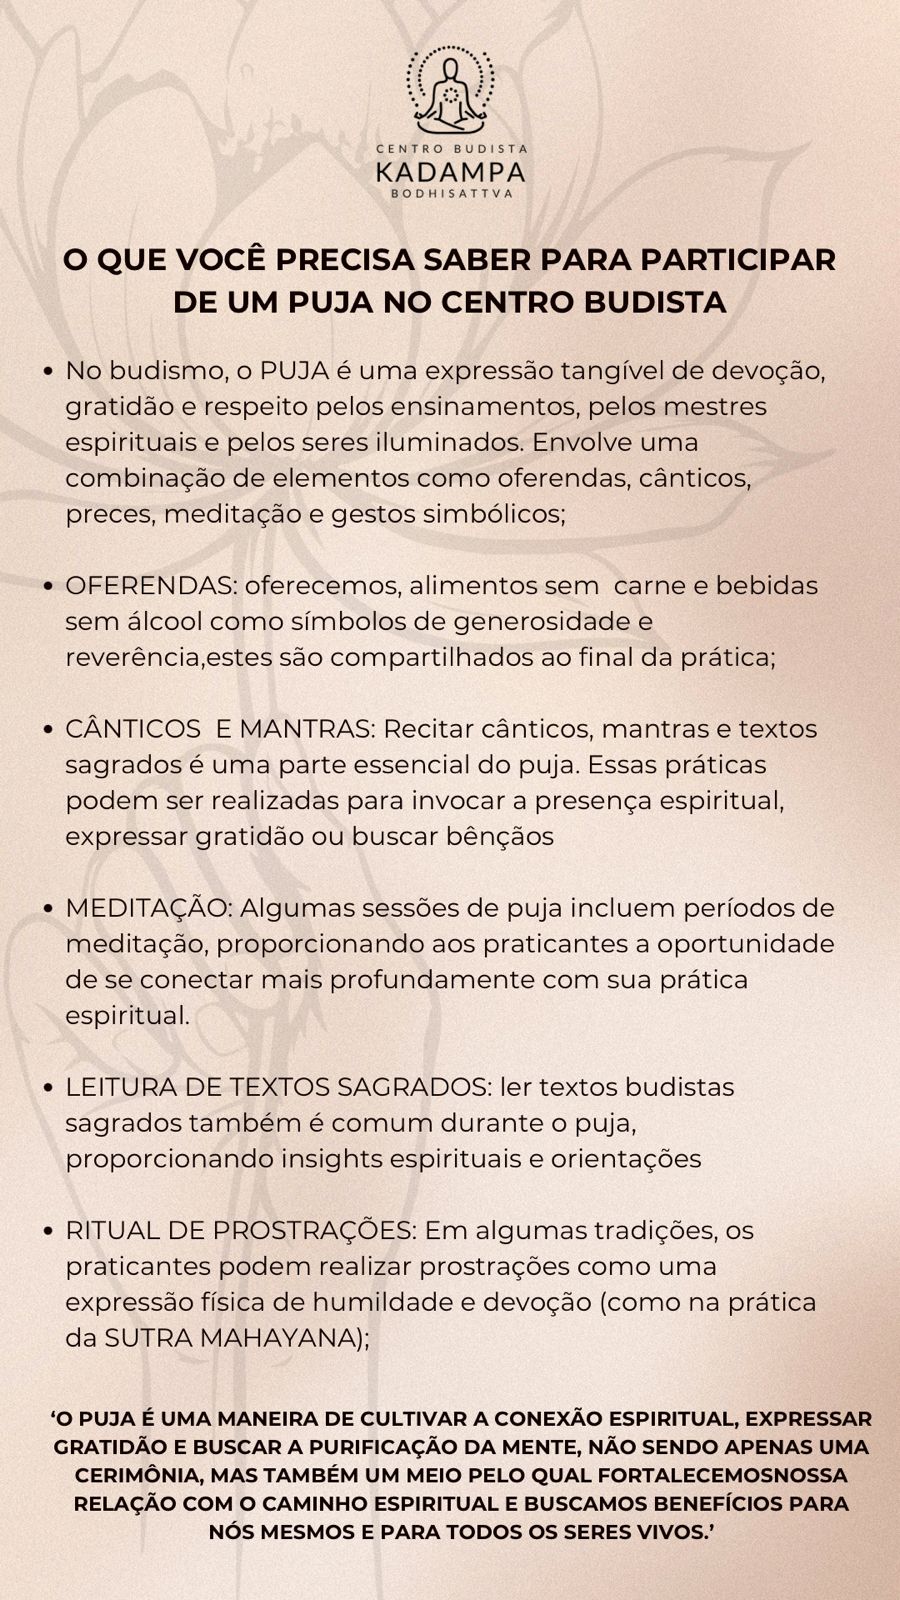 CENTRO BUDISTA
KADAMPA
BODHISATTVA
O QUE VOCÊ PRECISA SABER PARA PARTICIPAR
DE UM PUJA NO CENTRO BUDISTA
• No budismo, o PUJA é uma expressão tangível de devoção,
gratidão e respeito pelos ensinamentos, pelos mestres
espirituais e pelos seres iluminados. Envolve uma
combinação de elementos como oferendas, cânticos,
preces, meditação e gestos simbólicos;
• OFERENDAS: oferecemos, alimentos sem  carne e bebidas
sem álcool como símbolos de generosidade e
reverência,estes são compartilhados ao final da prática;
• CÂNTICOS  E MANTRAS: Recitar cânticos, mantras e textos
sagrados é uma parte essencial do puja. Essas práticas
podem ser realizadas para invocar a presença espiritual,
expressar gratidão ou buscar bênçãos
• MEDITAÇÃO: Algumas sessões de puja incluem períodos de
meditação, proporcionando aos praticantes a oportunidade
de se conectar mais profundamente com sua prática
espiritual.
• LEITURA DE TEXTOS SAGRADOS: ler textos budistas
sagrados também é comum durante o puja,
proporcionando insights espirituais e orientações
• RITUAL DE PROSTRAÇÕES: Em algumas tradições, os
praticantes podem realizar prostrações como uma
expressão física de humildade e devoção (como na prática
da SUTRA MAHAYANA);
‘O PUJA É UMA MANEIRA DE CULTIVAR A CONEXÃO ESPIRITUAL, EXPRESSAR
GRATIDÃO E BUSCAR A PURIFICAÇÃO DA MENTE, NÃO SENDO APENAS UMA
CERIMÔNIA, MAS TAMBÉM UM MEIO PELO QUAL FORTALECEMOSNOSSA
RELAÇÃO COM O CAMINHO ESPIRITUAL E BUSCAMOS BENEFÍCIOS PARA
NÓS MESMOS E PARA TODOS OS SERES VIVOS.’